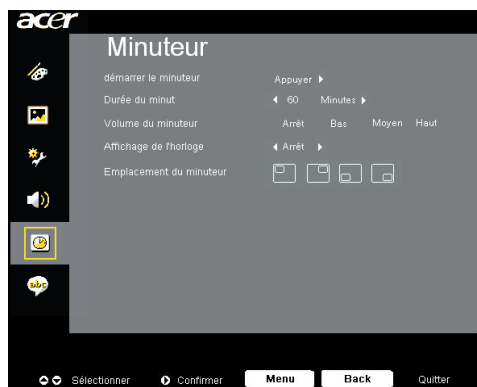 acer
Minuteur
démarrer le minuteur Appuyer
Durée du minut 60 Minutes
Volume du minuteur Arrêt Bas Moyen Haut
Affichage de l'horloge Arrêt
Emplacement du minuteur
abc
Sélectionner Confirmer Menu Back Quitter